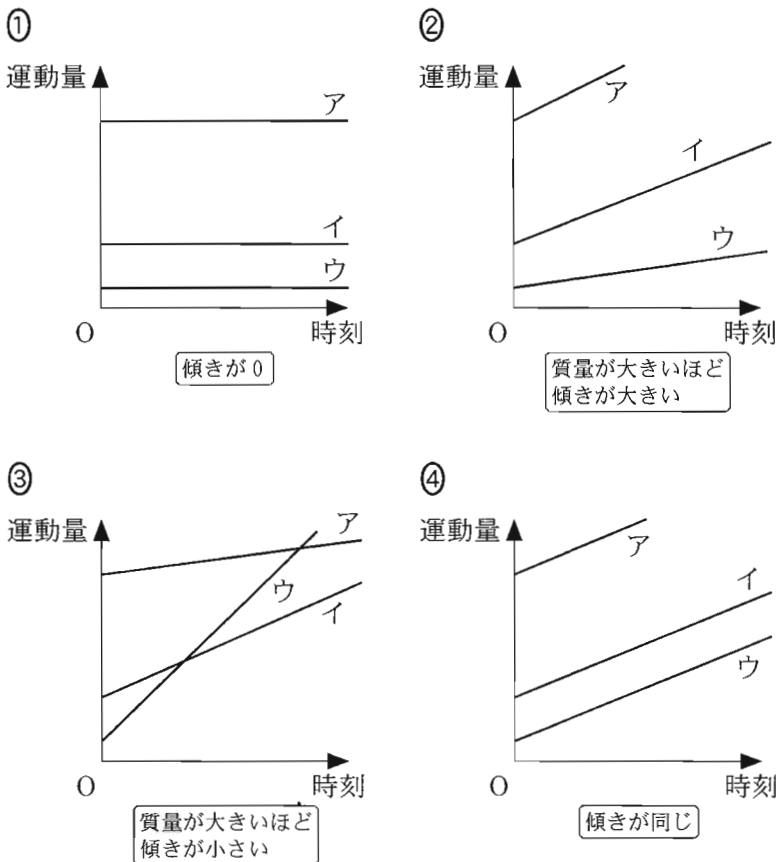 ①
運動量
ア
イ
ウ
O
時刻
傾きが0
②
運動量
ア
イ
ウ
O
時刻
質量が大きいほど
傾きが大きい
③
運動量
ア
ウ
イ
O
時刻
質量が大きいほど
傾きが小さい
④
運動量
ア
イ
ウ
O
時刻
傾きが同じ